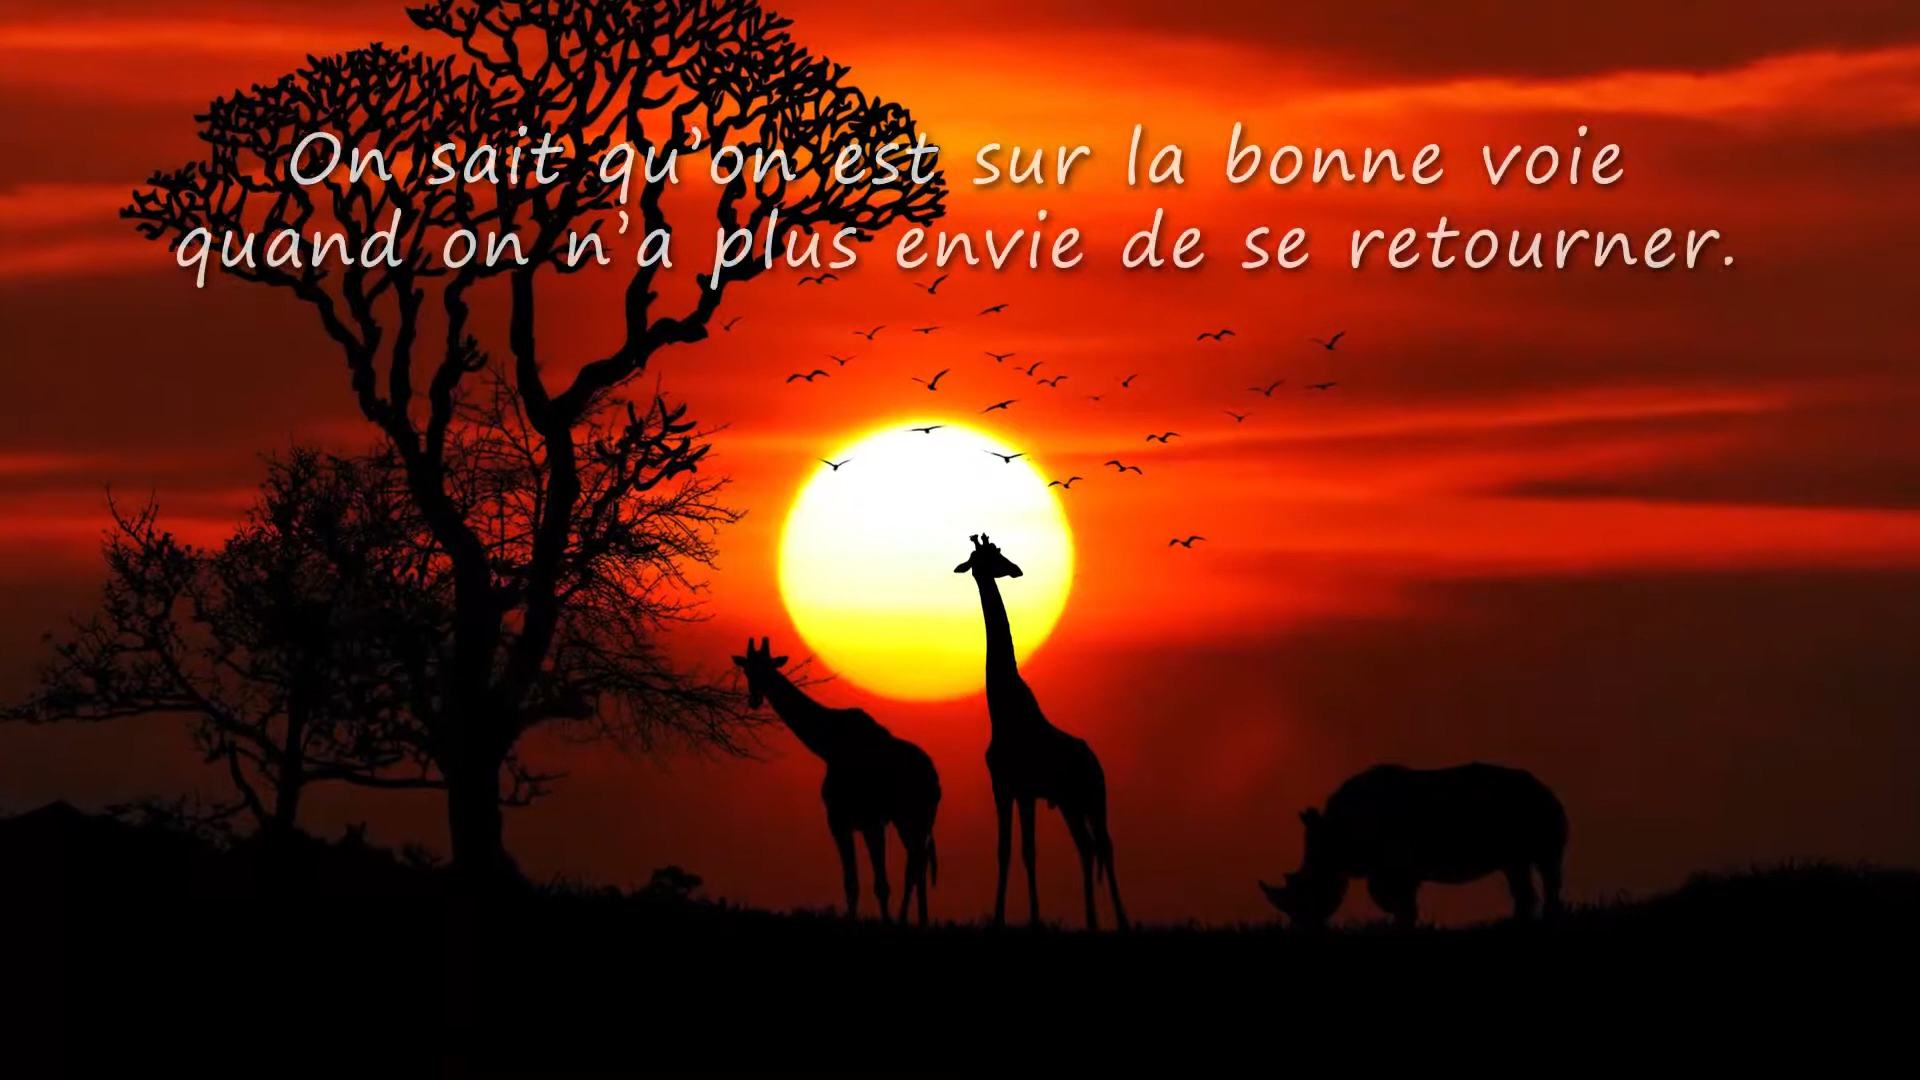 On sait qu’on est sur la bonne voie
quand on n’a plus envie de se retourner.